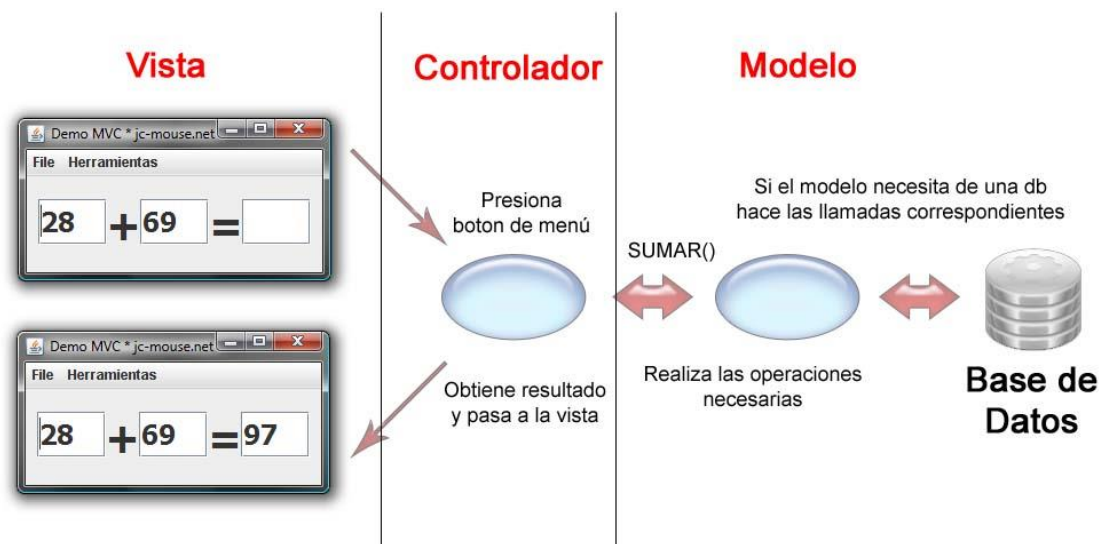 Vista
Controlador
Modelo
Demo MVC * jc-mouse.net
File Herramientas
28 + 69 =
Presiona
boton de menú
SUMAR()
Si el modelo necesita de una db
hace las llamadas correspondientes
Demo MVC * jc-mouse.net
File Herramientas
28 + 69 = 97
Obtiene resultado
y pasa a la vista
Realiza las operaciones
necesarias
Base de
Datos